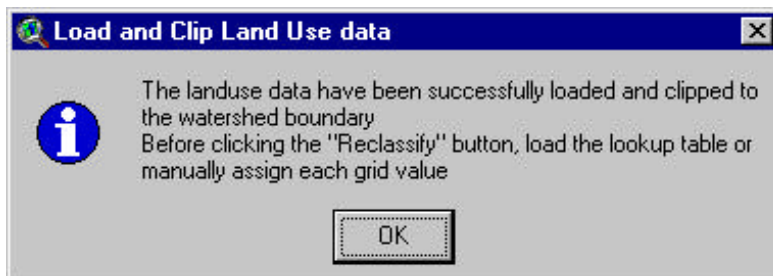 Load and Clip Land Use data
The landuse data have been successfully loaded and clipped to
the watershed boundary
Before clicking the "Reclassify" button, load the lookup table or
manually assign each grid value
OK